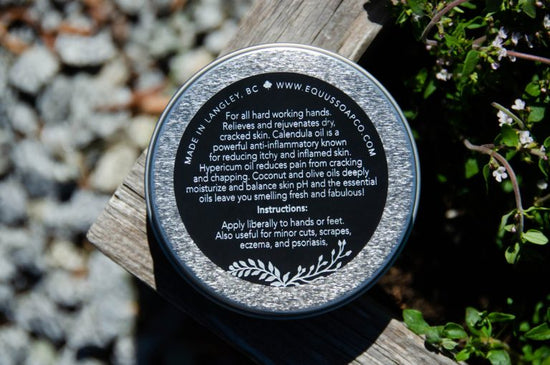 MADE IN LANGLEY, BC WWW.EQUUSSOAPCO.COM
For all hard working hands.
Relieves and rejuvenates dry,
cracked skin. Calendula oil is a
powerful anti-inflammatory known
for reducing itchy and inflamed skin.
Hypericum oil reduces pain from cracking
and chapping. Coconut and olive oils deeply
moisturize and balance skin pH and the essential
oils leave you smelling fresh and fabulous!
Instructions:
Apply liberally to hands or feet.
Also useful for minor cuts, scrapes,
eczema, and psoriasis.